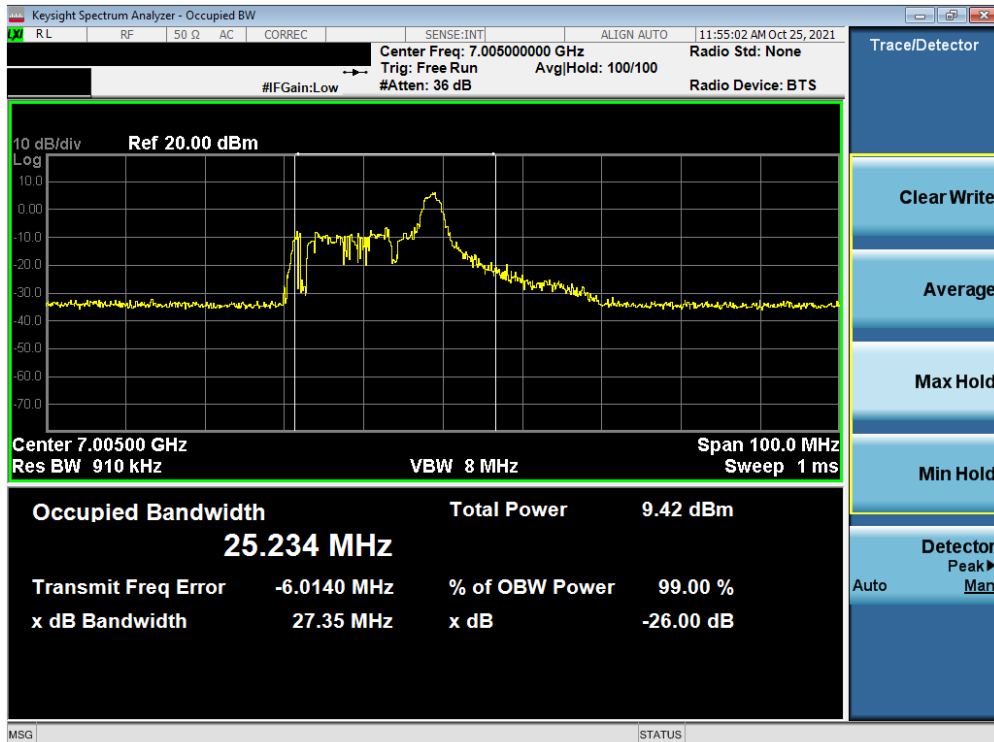 Keysight Spectrum Analyzer - Occupied BW
LXI RL RF 50 Ω AC CORREC SENSE:INT ALIGN AUTO 11:55:02 AM Oct 25, 2021
Center Freq: 7.005000000 GHz Radio Std: None
Trig: Free Run Avg|Hold: 100/100
#IFGain:Low #Atten: 36 dB Radio Device: BTS
10 dB/div Ref 20.00 dBm
Log
10.0
0.00
-10.0
-20.0
-30.0
-40.0
-50.0
-60.0
-70.0
Center 7.00500 GHz Span 100.0 MHz
Res BW 910 kHz VBW 8 MHz Sweep 1 ms
Occupied Bandwidth Total Power 9.42 dBm
25.234 MHz
Transmit Freq Error -6.0140 MHz % of OBW Power 99.00 %
x dB Bandwidth 27.35 MHz x dB -26.00 dB
MSG STATUS
Trace/Detector
Clear Write
Average
Max Hold
Min Hold
Detector
Peak▶
Auto Man